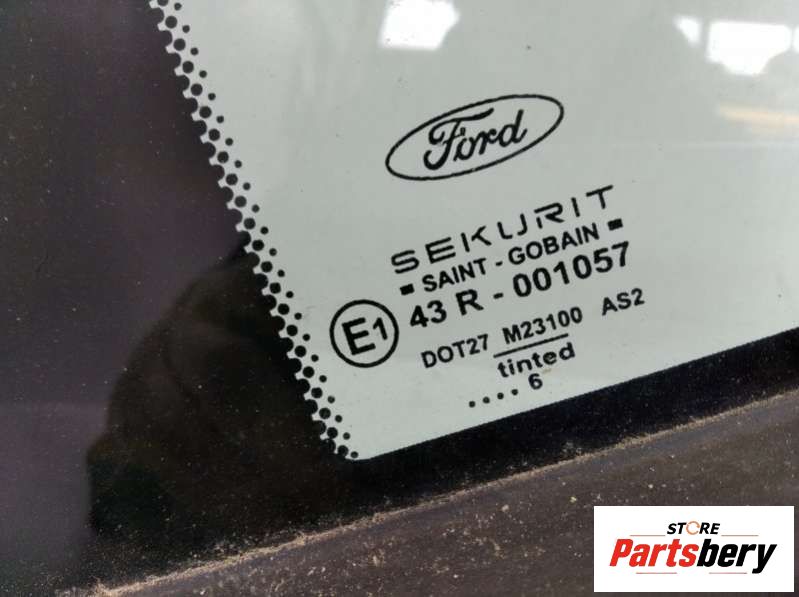 Ford
SEKURIT
SAINT - GOBAIN
E1 43 R - 001057
DOT27 M23100 AS2
tinted
.... 6
STORE
Partsbery